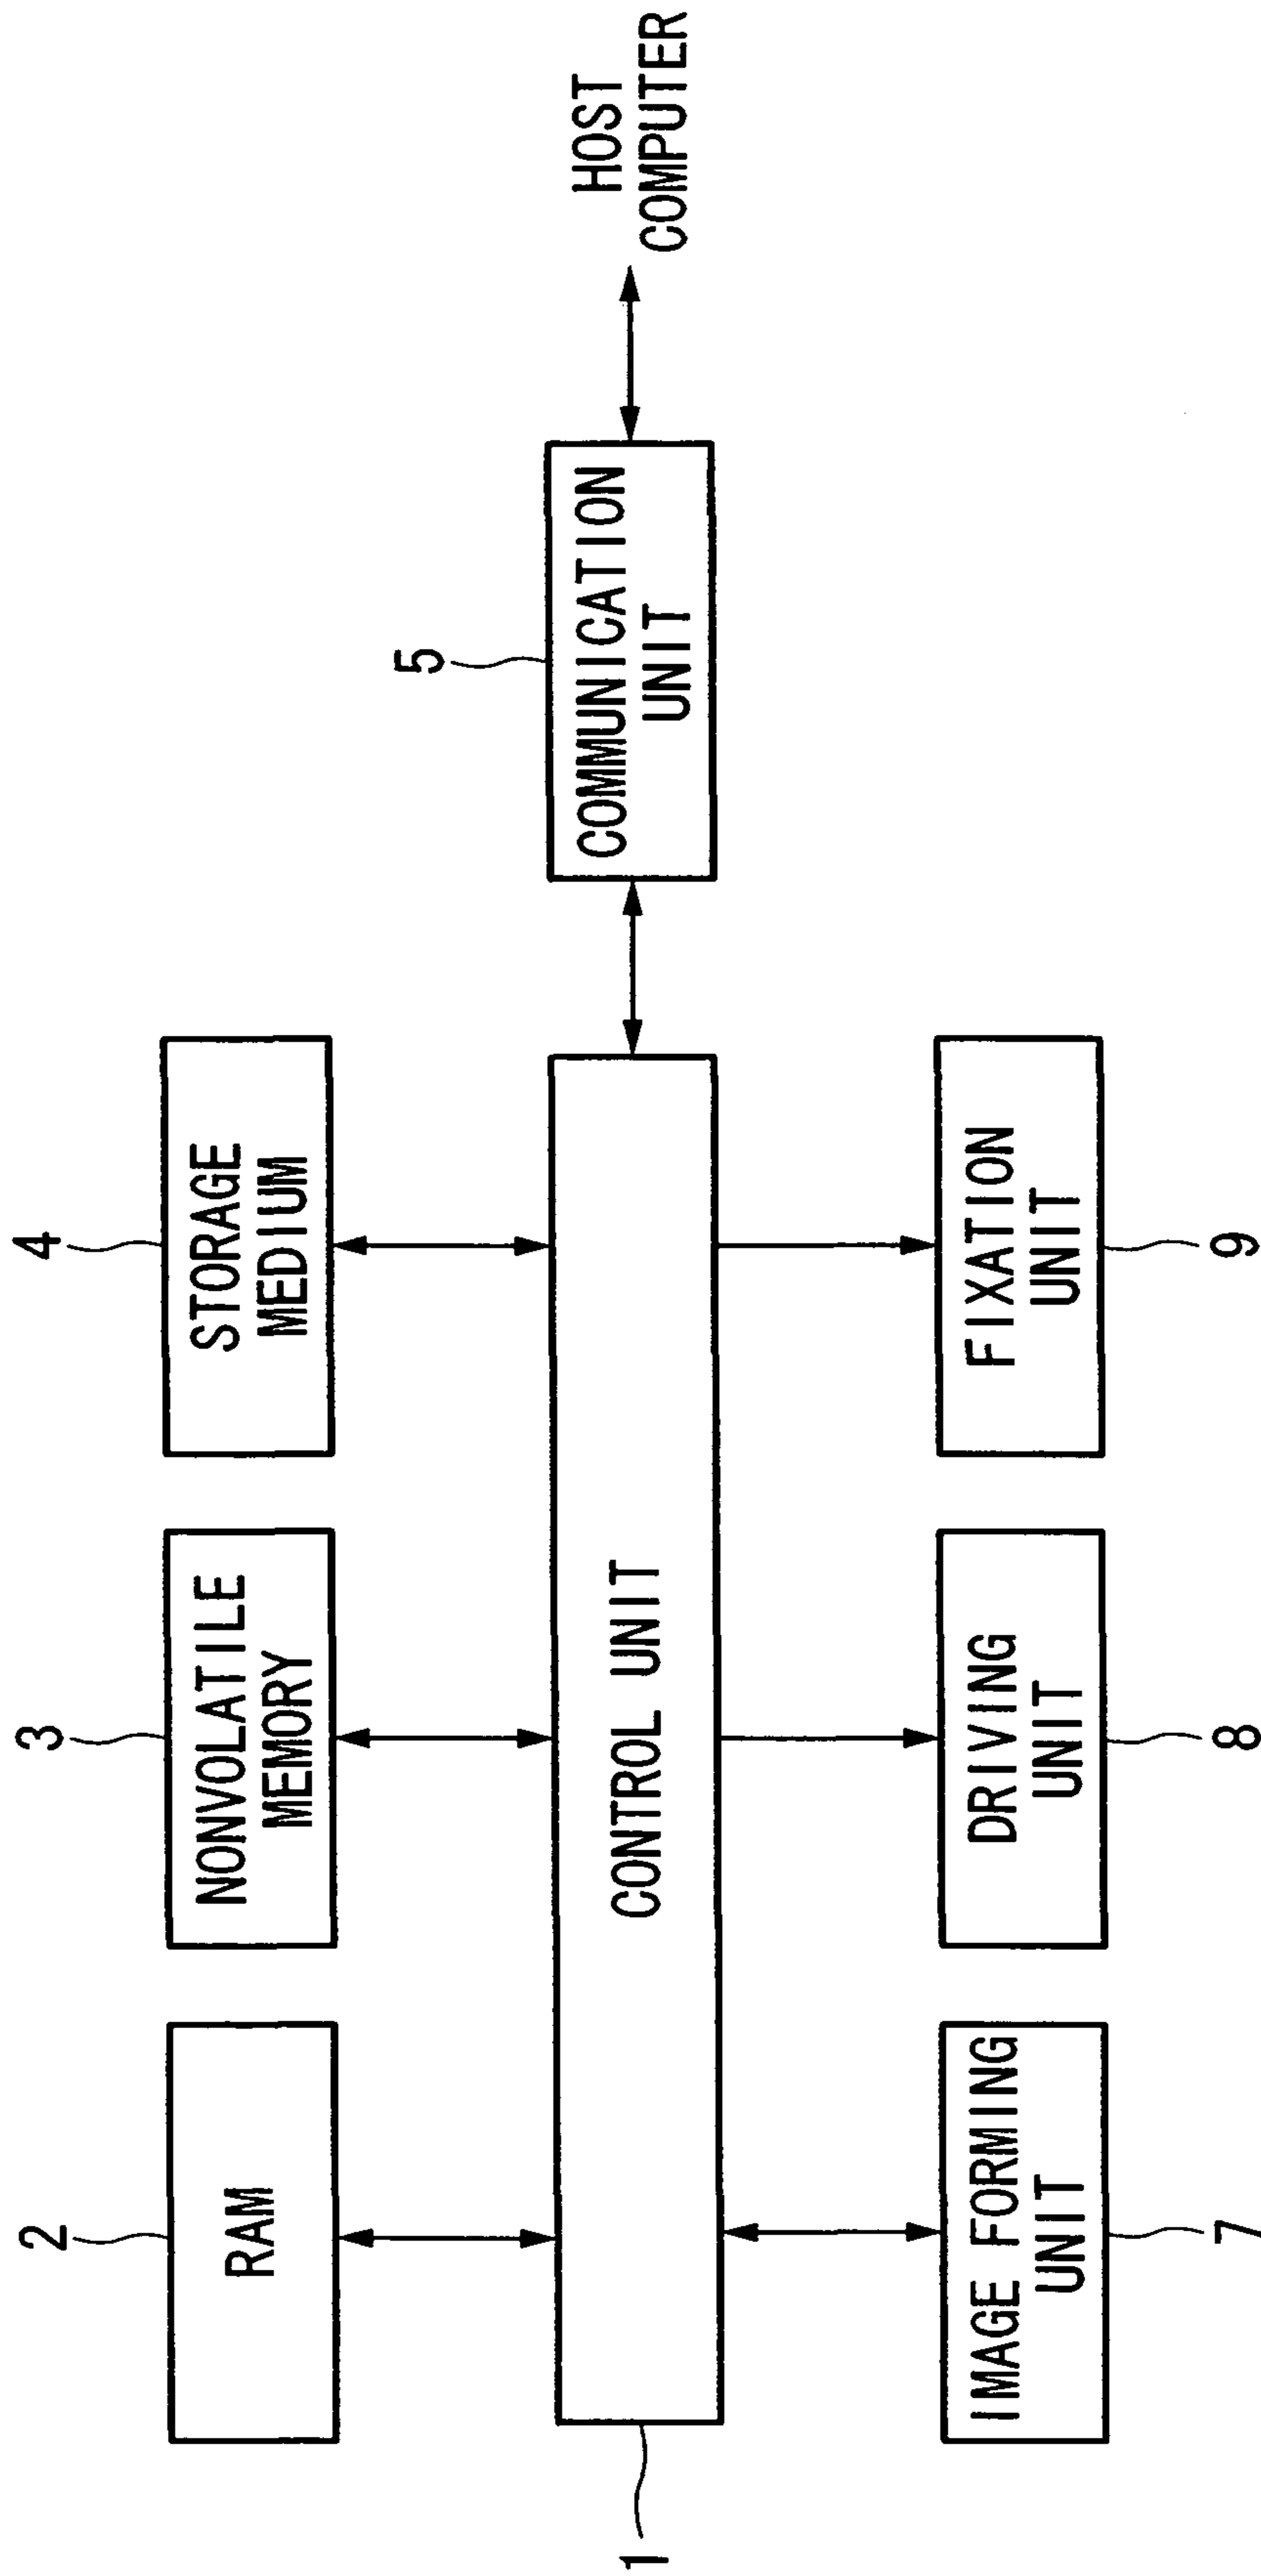 2
3
4
RAM
NONVOLATILE
MEMORY
STORAGE
MEDIUM
5
1
CONTROL UNIT
COMMUNICATION
UNIT
HOST
COMPUTER
IMAGE FORMING
UNIT
DRIVING
UNIT
FIXATION
UNIT
7
8
9